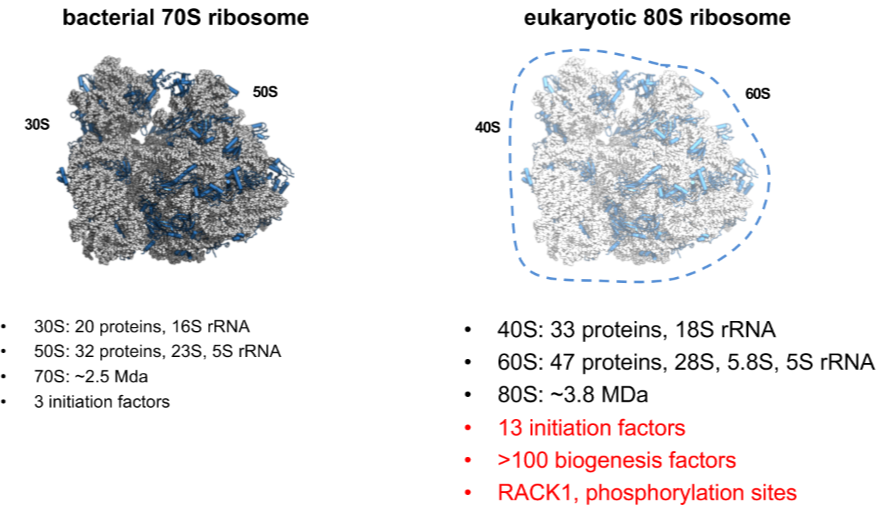 bacterial 70S ribosome
50S
30S
• 30S: 20 proteins, 16S rRNA
• 50S: 32 proteins, 23S, 5S rRNA
• 70S: ~2.5 Mda
• 3 initiation factors
eukaryotic 80S ribosome
60S
40S
• 40S: 33 proteins, 18S rRNA
• 60S: 47 proteins, 28S, 5.8S, 5S rRNA
• 80S: ~3.8 MDa
• 13 initiation factors
• >100 biogenesis factors
• RACK1, phosphorylation sites